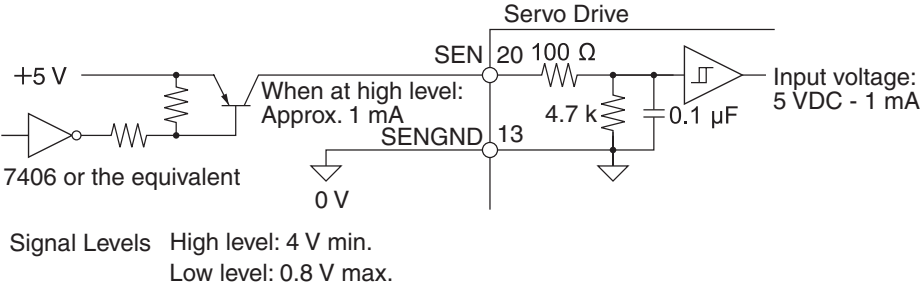 Servo Drive
SEN 20 100 Ω
+5 V
When at high level:
Approx. 1 mA
Input voltage:
5 VDC - 1 mA
4.7 k
0.1 µF
SENGND 13
7406 or the equivalent
0 V
Signal Levels High level: 4 V min.
Low level: 0.8 V max.